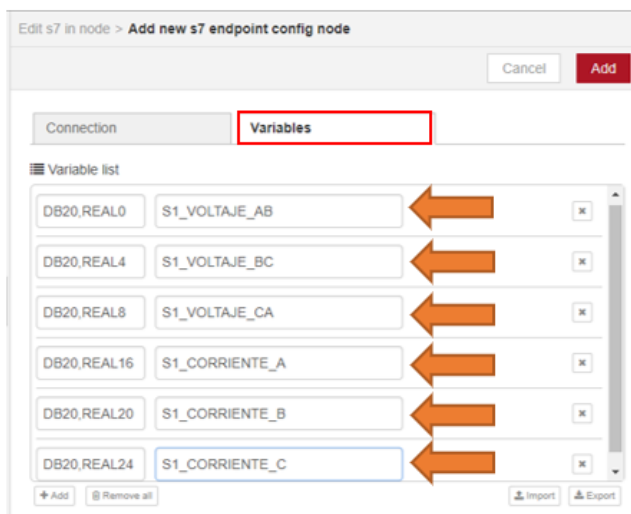 Edit s7 in node > Add new s7 endpoint config node
Cancel Add
Connection Variables
Variable list
DB20,REAL0 S1_VOLTAJE_AB
DB20,REAL4 S1_VOLTAJE_BC
DB20,REAL8 S1_VOLTAJE_CA
DB20,REAL16 S1_CORRIENTE_A
DB20,REAL20 S1_CORRIENTE_B
DB20,REAL24 S1_CORRIENTE_C
+ Add Remove all Import Export